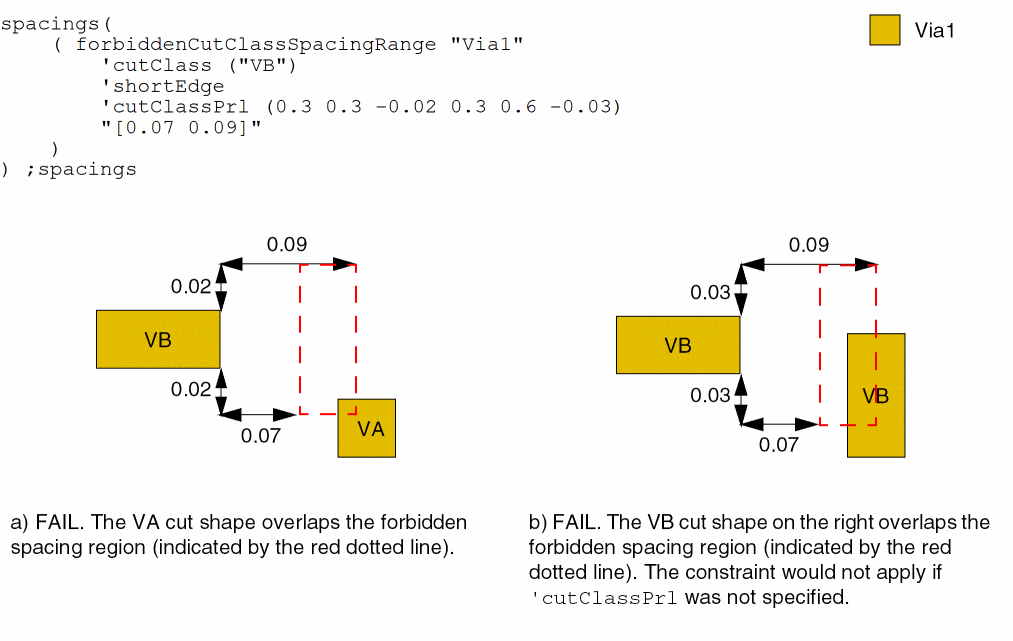 spacings(
( forbiddenCutClassSpacingRange "Via1"
'cutClass ("VB")
'shortEdge
'cutClassPrl (0.3 0.3 -0.02 0.3 0.6 -0.03)
"[0.07 0.09]"
)
) ;spacings
Via1
0.09
0.02
VB
0.02
0.07
VA
0.09
0.03
VB
0.03
VB
0.07
a) FAIL. The VA cut shape overlaps the forbidden
spacing region (indicated by the red dotted line).
b) FAIL. The VB cut shape on the right overlaps the
forbidden spacing region (indicated by the red
dotted line). The constraint would not apply if
'cutClassPrl was not specified.